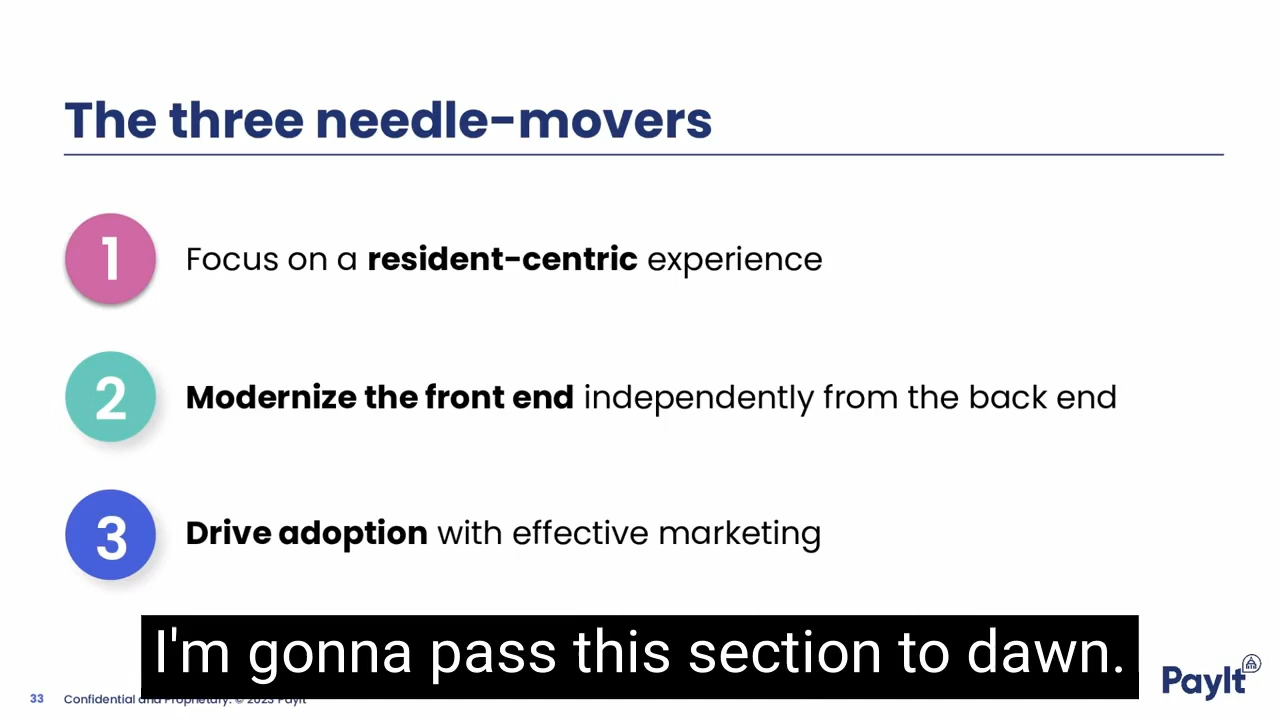 The three needle-movers
1
Focus on a resident-centric experience
2
Modernize the front end independently from the back end
3
Drive adoption with effective marketing
I'm gonna pass this section to dawn.
33 Confidential and Proprietary. © 2023 PayIt
PayIt